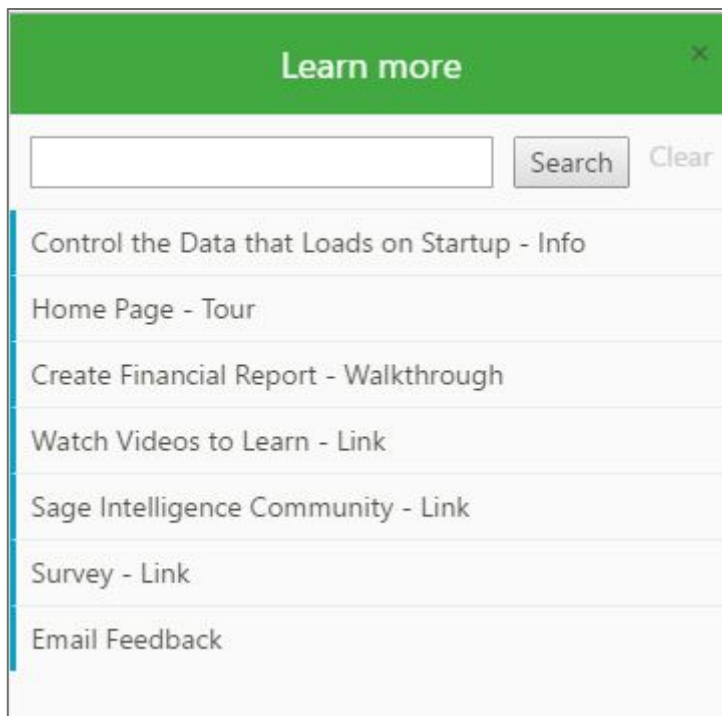 Learn more
×
Search Clear
Control the Data that Loads on Startup - Info
Home Page - Tour
Create Financial Report - Walkthrough
Watch Videos to Learn - Link
Sage Intelligence Community - Link
Survey - Link
Email Feedback